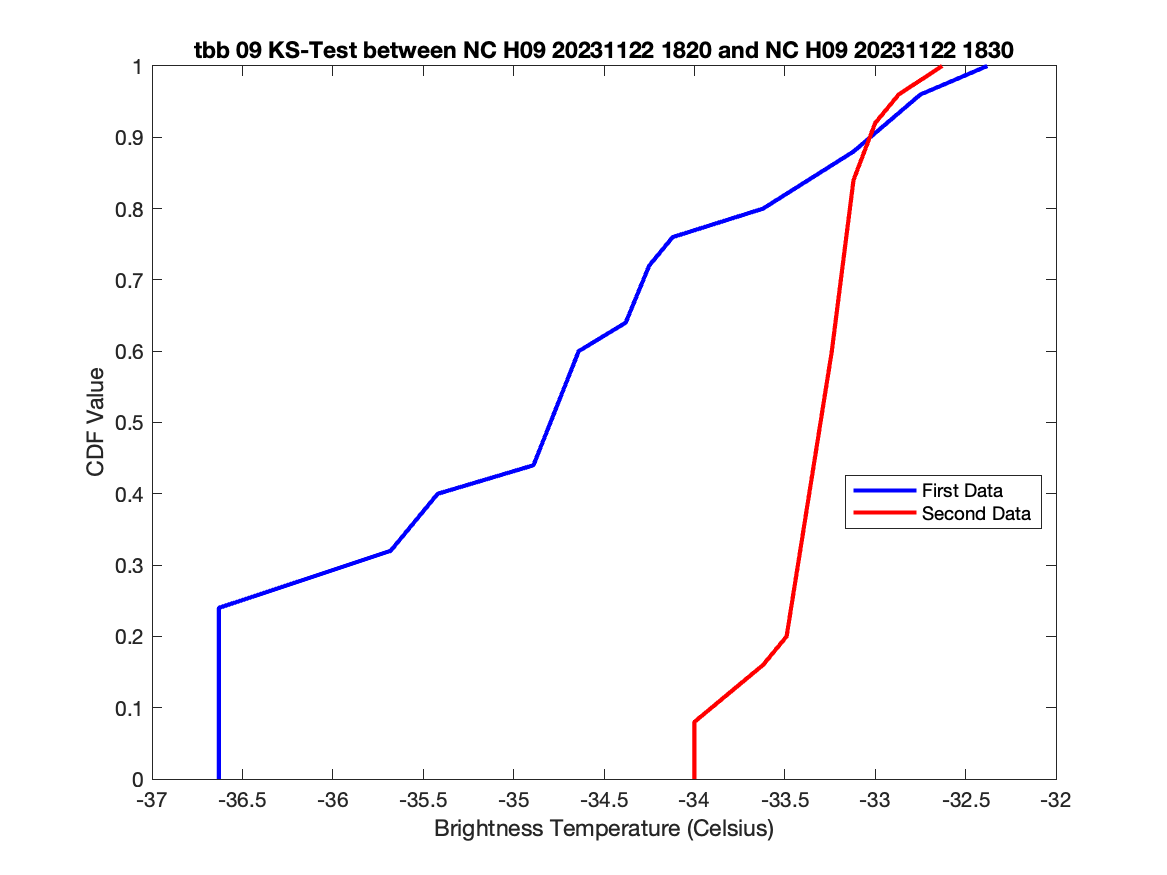 tbb 09 KS-Test between NC H09 20231122 1820 and NC H09 20231122 1830
1
0.9
0.8
0.7
0.6
0.5
0.4
0.3
0.2
0.1
0
CDF Value
First Data
Second Data
-37 -36.5 -36 -35.5 -35 -34.5 -34 -33.5 -33 -32.5 -32
Brightness Temperature (Celsius)